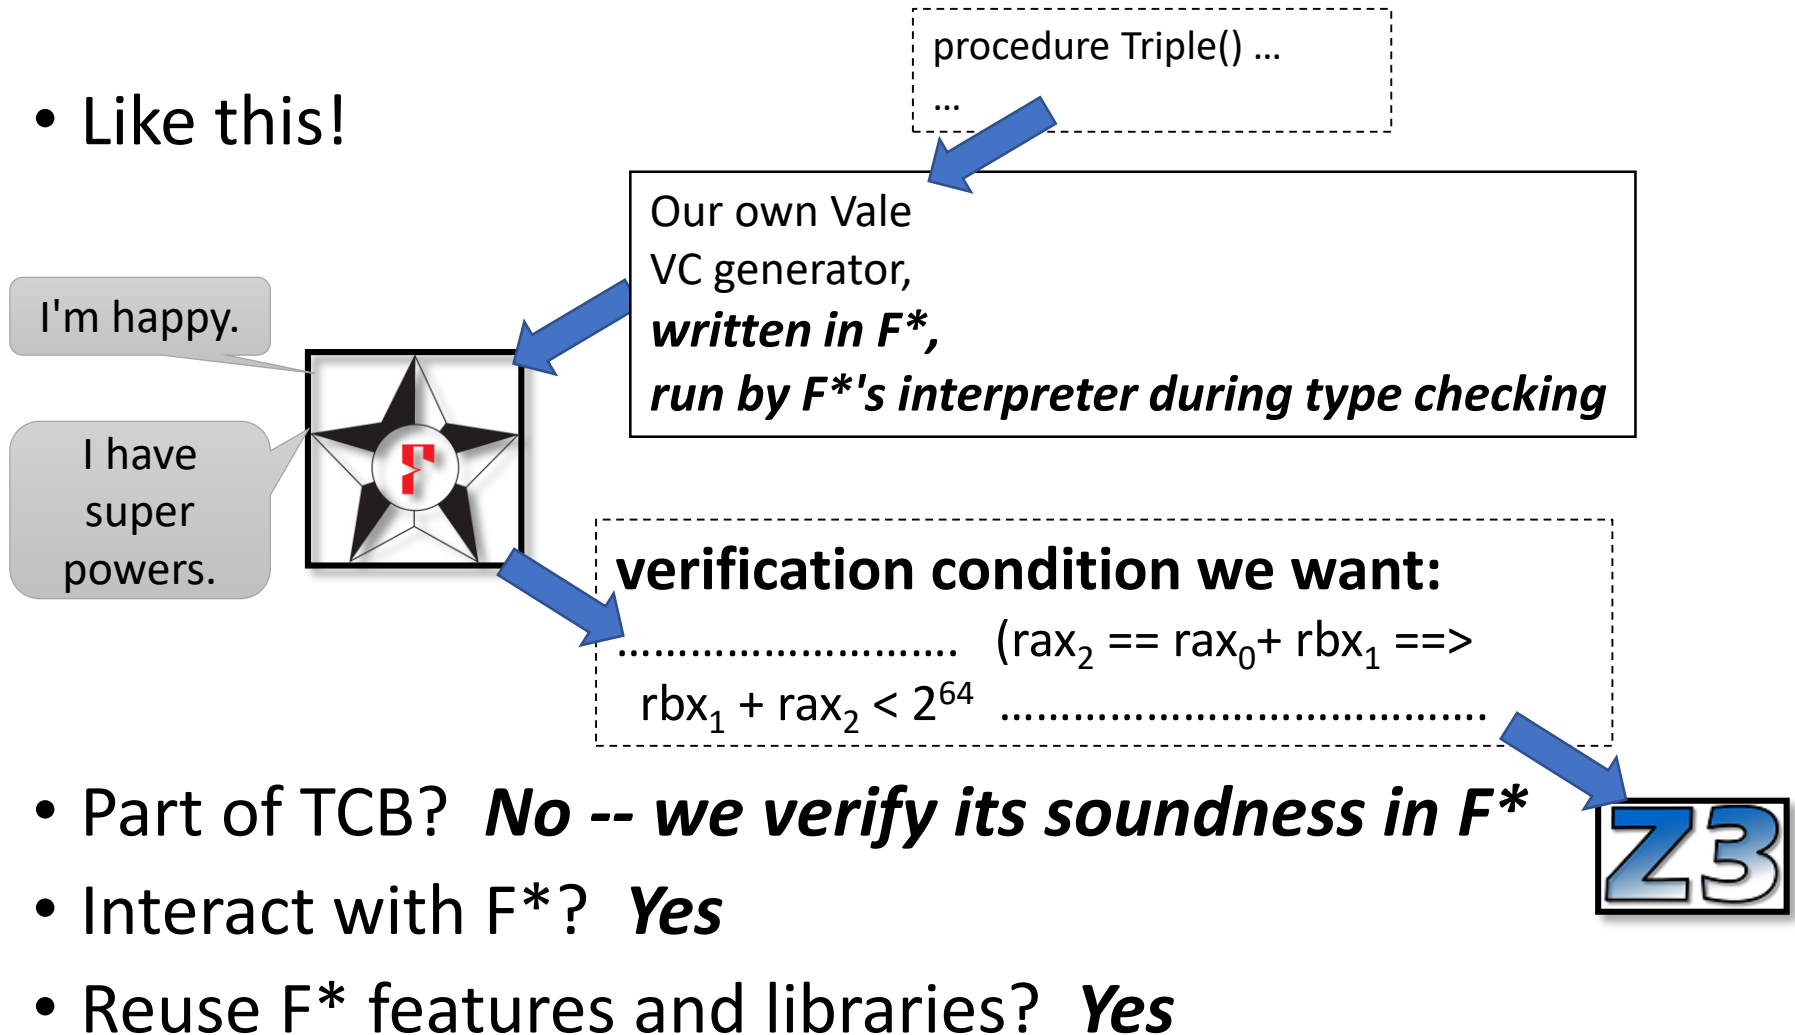 procedure Triple() ...
...
• Like this!
Our own Vale
VC generator,
written in F*,
run by F*'s interpreter during type checking
I'm happy.
I have
super
powers.
F
verification condition we want:
............................ (rax₂ == rax₀+ rbx₁ ==>
rbx₁ + rax₂ < 2⁶⁴ ........................................
• Part of TCB? No -- we verify its soundness in F*
Z3
• Interact with F*? Yes
• Reuse F* features and libraries? Yes